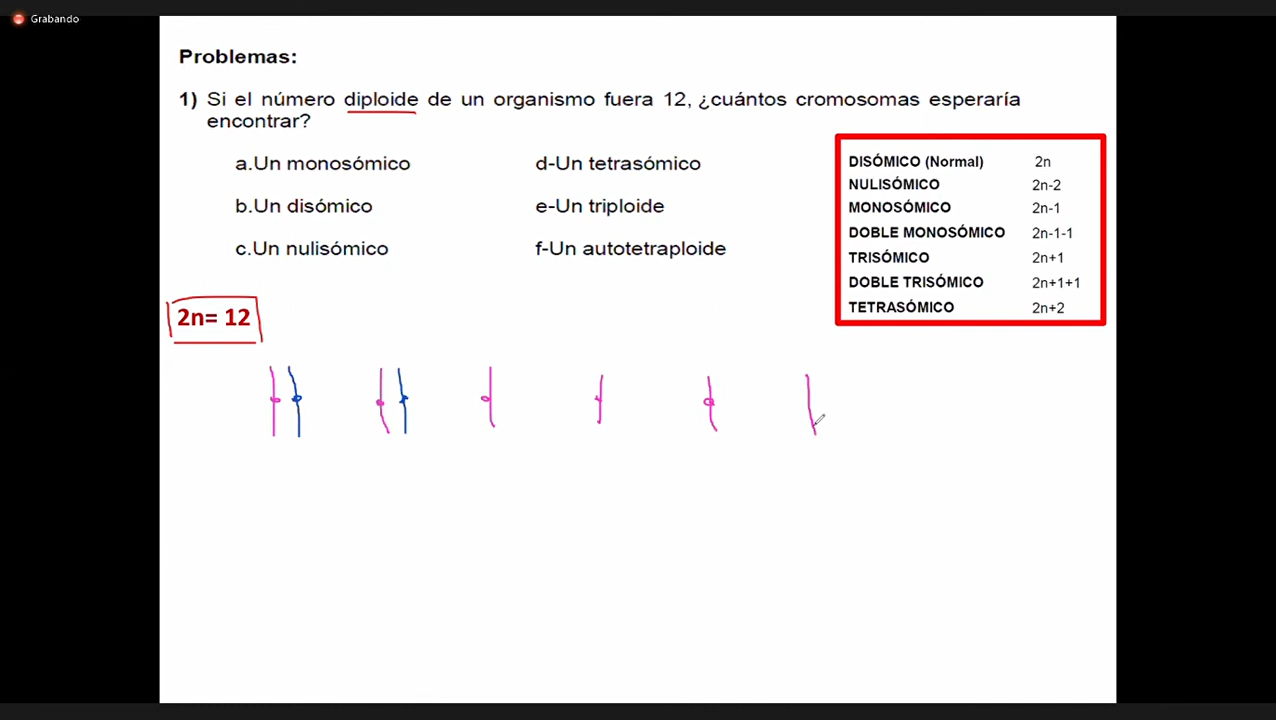 Grabando
Problemas:
1) Si el número diploide de un organismo fuera 12, ¿cuántos cromosomas esperaría
encontrar?
a.Un monosómico
d-Un tetrasómico
b.Un disómico
e-Un triploide
c.Un nulisómico
f-Un autotetraploide
DISÓMICO (Normal) 2n
NULISÓMICO 2n-2
MONOSÓMICO 2n-1
DOBLE MONOSÓMICO 2n-1-1
TRISÓMICO 2n+1
DOBLE TRISÓMICO 2n+1+1
TETRASÓMICO 2n+2
2n= 12